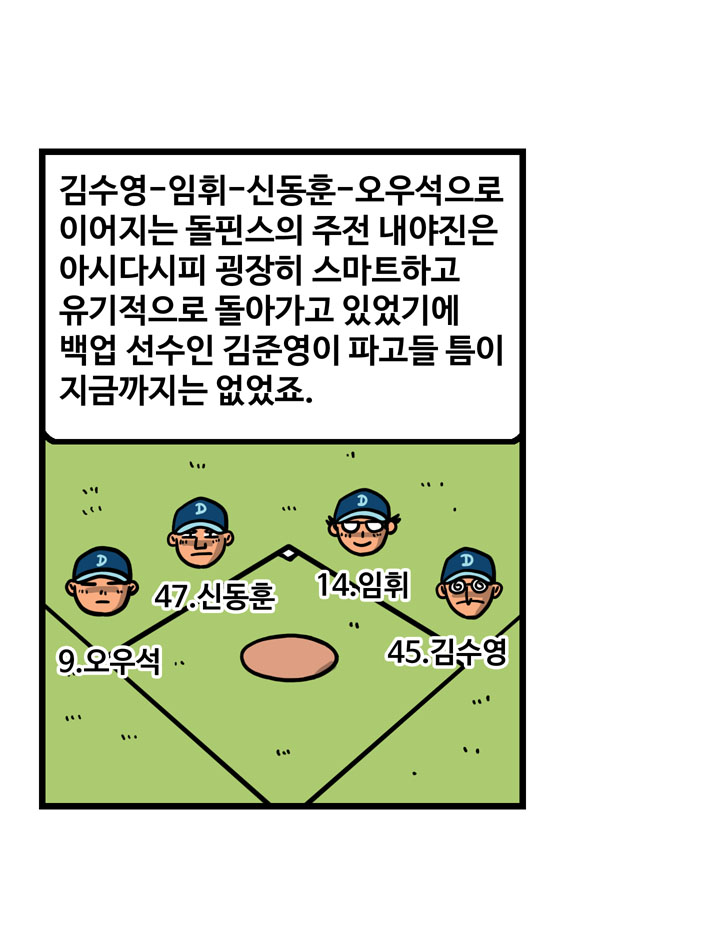 김수영-임휘-신동훈-오우석으로
이어지는 돌핀스의 주전 내야진은
아시다시피 굉장히 스마트하고
유기적으로 돌아가고 있었기에
백업 선수인 김준영이 파고들 틈이
지금까지는 없었죠.
D
D
D
D
47.신동훈
14.임휘
9.오우석
45.김수영